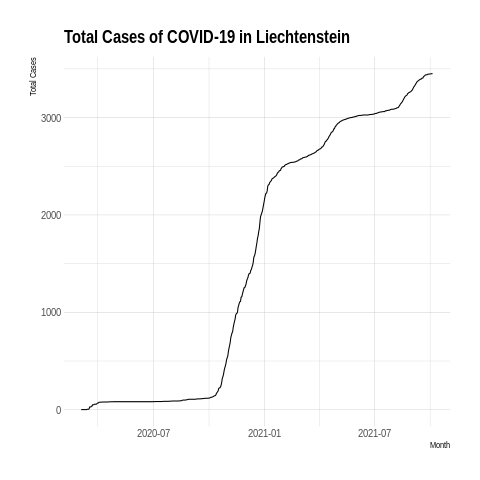 Total Cases of COVID-19 in Liechtenstein
Total Cases
3000
2000
1000
0
2020-07 2021-01 2021-07
Month